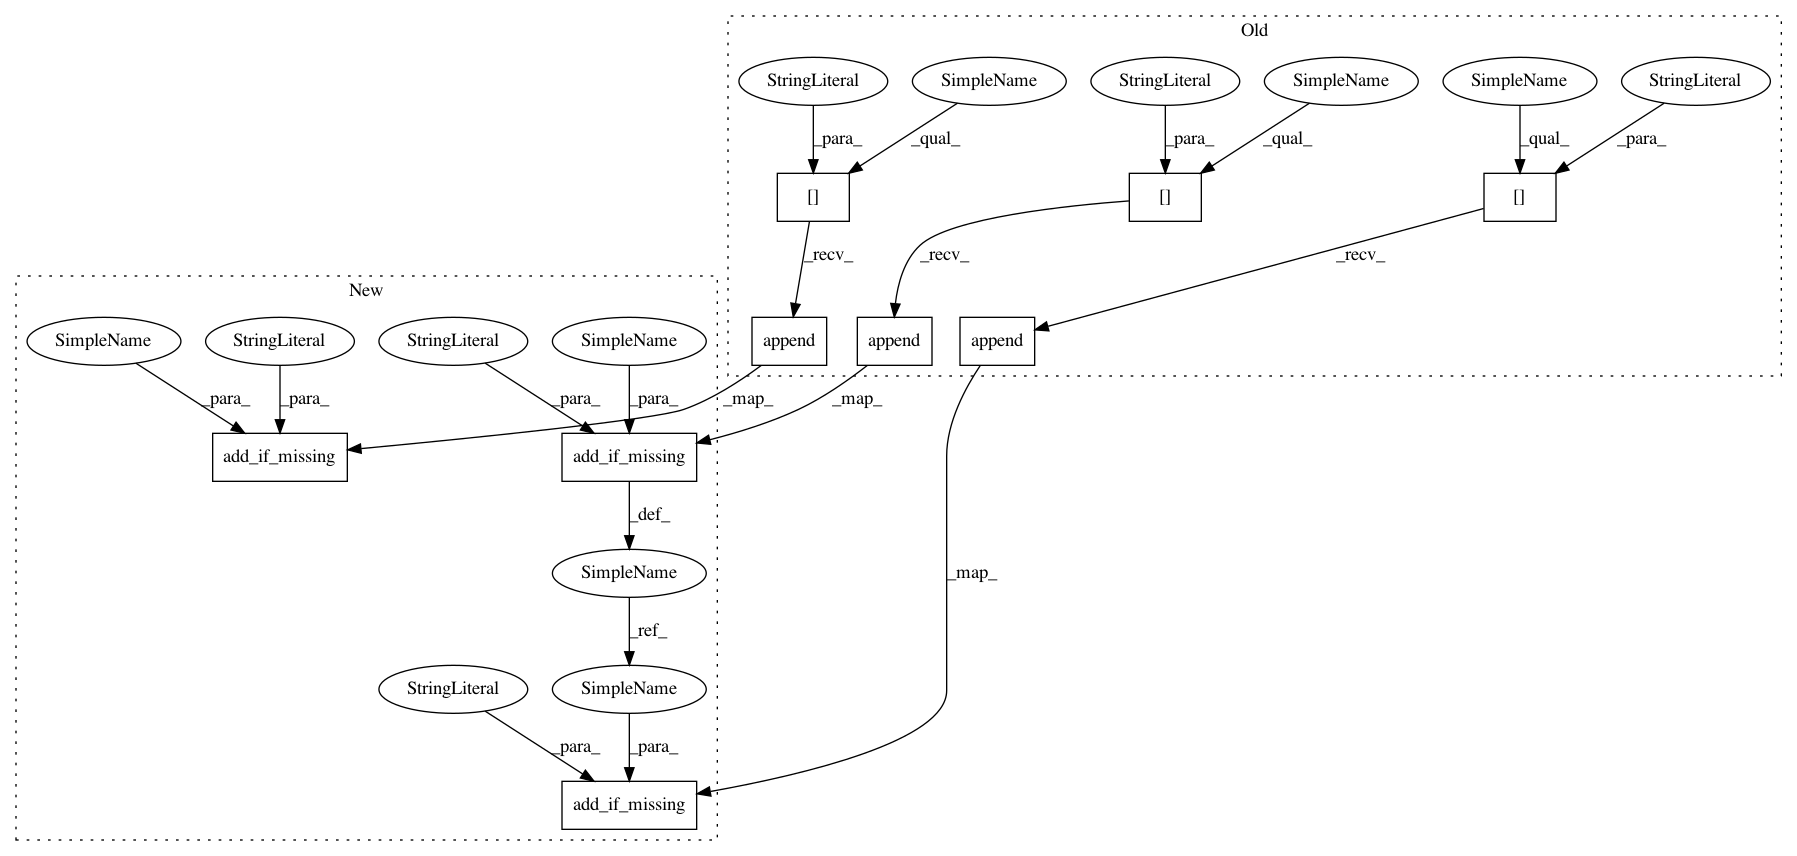 Old
StringLiteral SimpleName StringLiteral SimpleName SimpleName StringLiteral
_para_ _qual_ _para_ _qual_ _qual_ _para_
[] [] []
_recv_ _recv_ _recv_
New
SimpleName StringLiteral StringLiteral SimpleName append append append
_para_ _para_ _para_ _para_ _map_ _map_
add_if_missing add_if_missing
_def_
SimpleName _map_
_ref_
StringLiteral SimpleName
_para_ _para_
add_if_missing